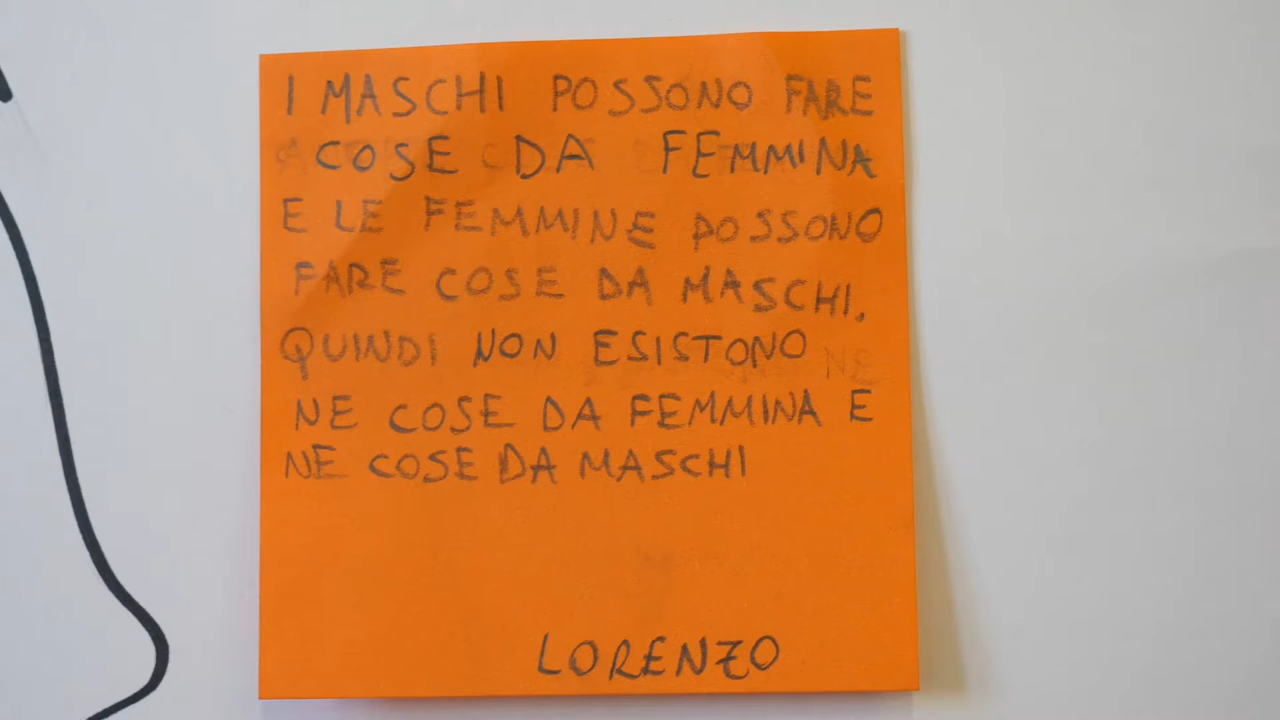 I MASCHI POSSONO FARE
COSE DA FEMMINA
E LE FEMMINE POSSONO
FARE COSE DA MASCHI.
QUINDI NON ESISTONO
NE COSE DA FEMMINA E
NE COSE DA MASCHI
LORENZO